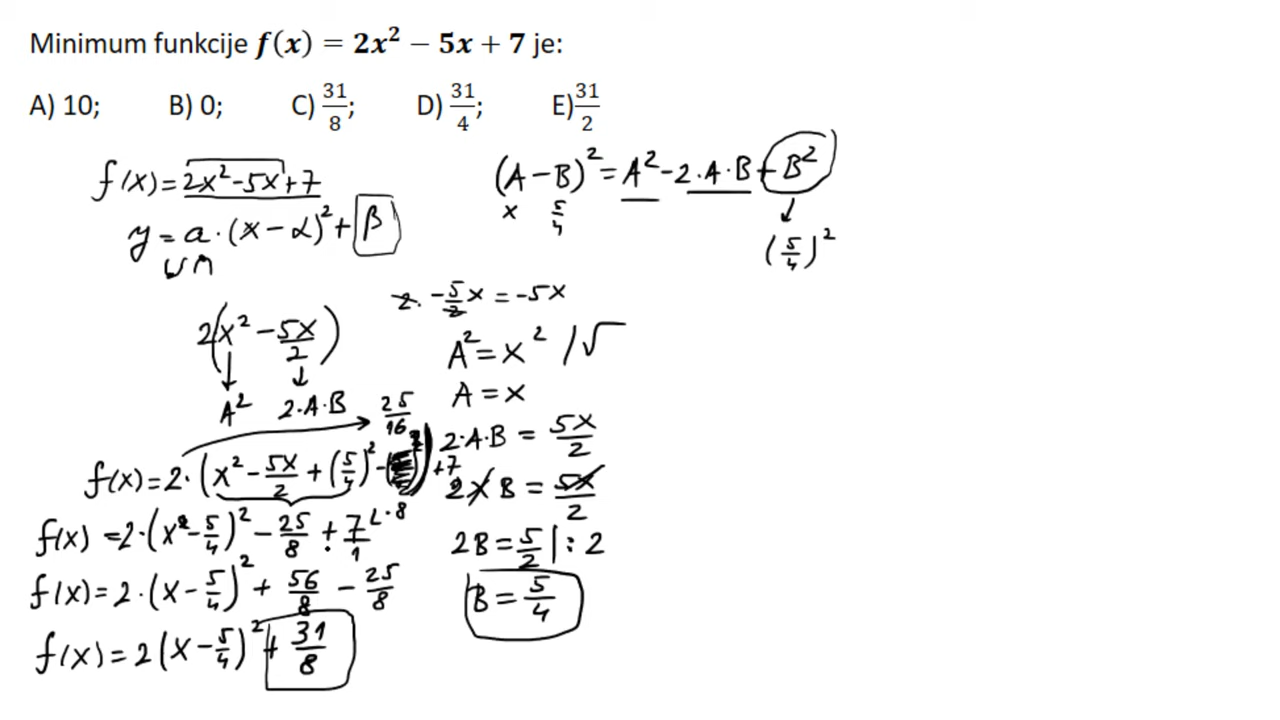 Minimum funkcije f(x) = 2x² − 5x + 7 je:
A) 10; B) 0; C) 31/8; D) 31/4; E) 31/2
f(x) = 2x² - 5x + 7
y = a · (x - α)² + β
(A - B)² = A² - 2 · A · B + B²
x 5/4
(5/4)²
2(x² - 5x/2)
A² 2·A·B
2 · -5/2 x = -5x
A² = x² /√
A = x
2·A·B = 5x/2
2xB = 5x/2
2B = 5/2 | : 2
B = 5/4
25/16
f(x) = 2·(x² - 5x/2 + (5/4)² - ) + 7
f(x) = 2·(x - 5/4)² - 25/8 + 7/1 ·8
f(x) = 2·(x - 5/4)² + 56/8 - 25/8
f(x) = 2(x - 5/4)² + 31/8